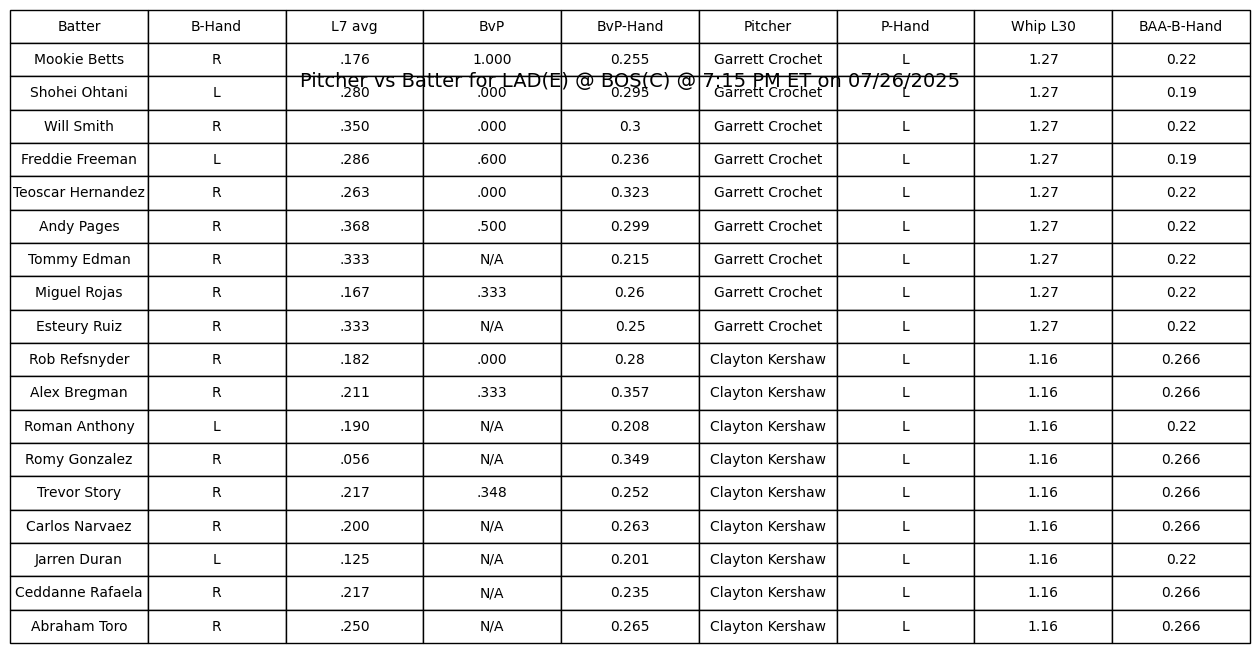 Batter B-Hand L7 avg BvP BvP-Hand Pitcher P-Hand Whip L30 BAA-B-Hand
Mookie Betts R .176 1.000 0.255 Garrett Crochet L 1.27 0.22
Pitcher vs Batter for LAD(E) @ BOS(C) @ 7:15 PM ET on 07/26/2025
Shohei Ohtani L .280 .000 0.295 Garrett Crochet L 1.27 0.19
Will Smith R .350 .000 0.3 Garrett Crochet L 1.27 0.22
Freddie Freeman L .286 .600 0.236 Garrett Crochet L 1.27 0.19
Teoscar Hernandez R .263 .000 0.323 Garrett Crochet L 1.27 0.22
Andy Pages R .368 .500 0.299 Garrett Crochet L 1.27 0.22
Tommy Edman R .333 N/A 0.215 Garrett Crochet L 1.27 0.22
Miguel Rojas R .167 .333 0.26 Garrett Crochet L 1.27 0.22
Esteury Ruiz R .333 N/A 0.25 Garrett Crochet L 1.27 0.22
Rob Refsnyder R .182 .000 0.28 Clayton Kershaw L 1.16 0.266
Alex Bregman R .211 .333 0.357 Clayton Kershaw L 1.16 0.266
Roman Anthony L .190 N/A 0.208 Clayton Kershaw L 1.16 0.22
Romy Gonzalez R .056 N/A 0.349 Clayton Kershaw L 1.16 0.266
Trevor Story R .217 .348 0.252 Clayton Kershaw L 1.16 0.266
Carlos Narvaez R .200 N/A 0.263 Clayton Kershaw L 1.16 0.266
Jarren Duran L .125 N/A 0.201 Clayton Kershaw L 1.16 0.22
Ceddanne Rafaela R .217 N/A 0.235 Clayton Kershaw L 1.16 0.266
Abraham Toro R .250 N/A 0.265 Clayton Kershaw L 1.16 0.266